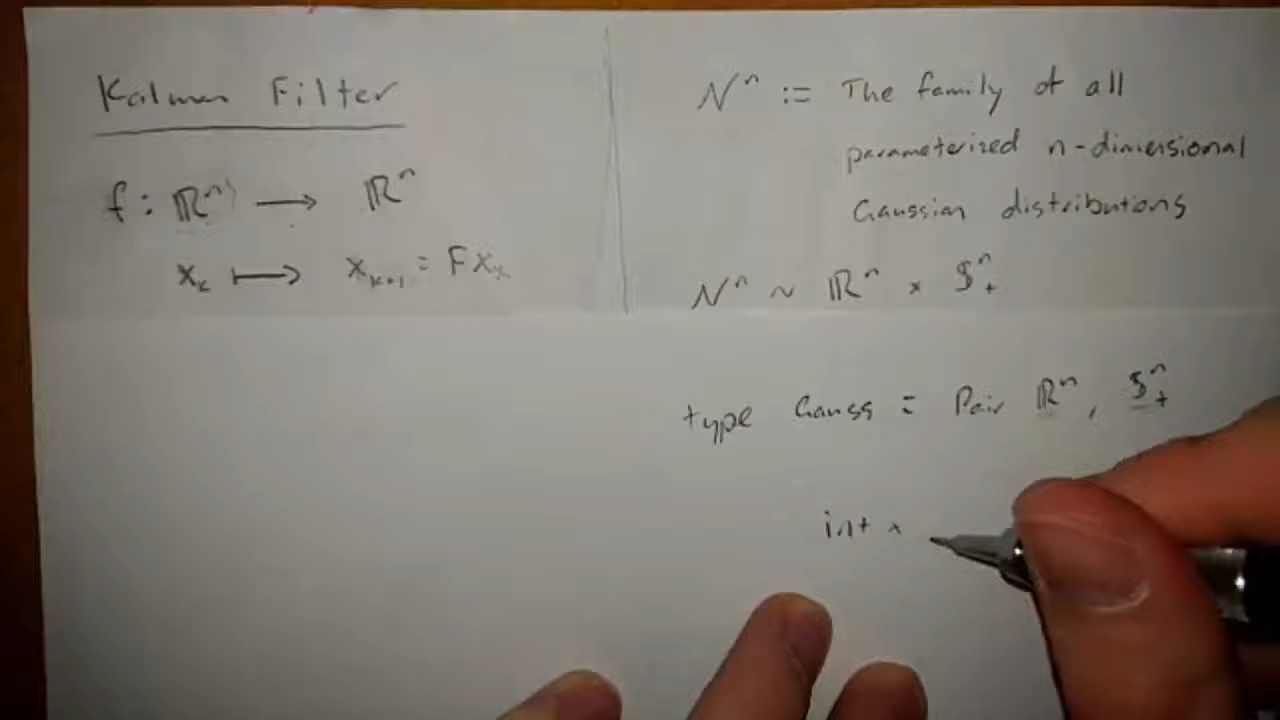 Kalman Filter
f : ℝⁿ ⟶ ℝⁿ
xₖ ⟼ xₖ₊₁ = Fxₖ
𝒩ⁿ := The family of all
parameterized n-dimensional
Gaussian distributions
𝒩ⁿ ~ ℝⁿ × 𝕊ⁿ₊
type Gauss = Pair ℝⁿ, 𝕊ⁿ₊
int x